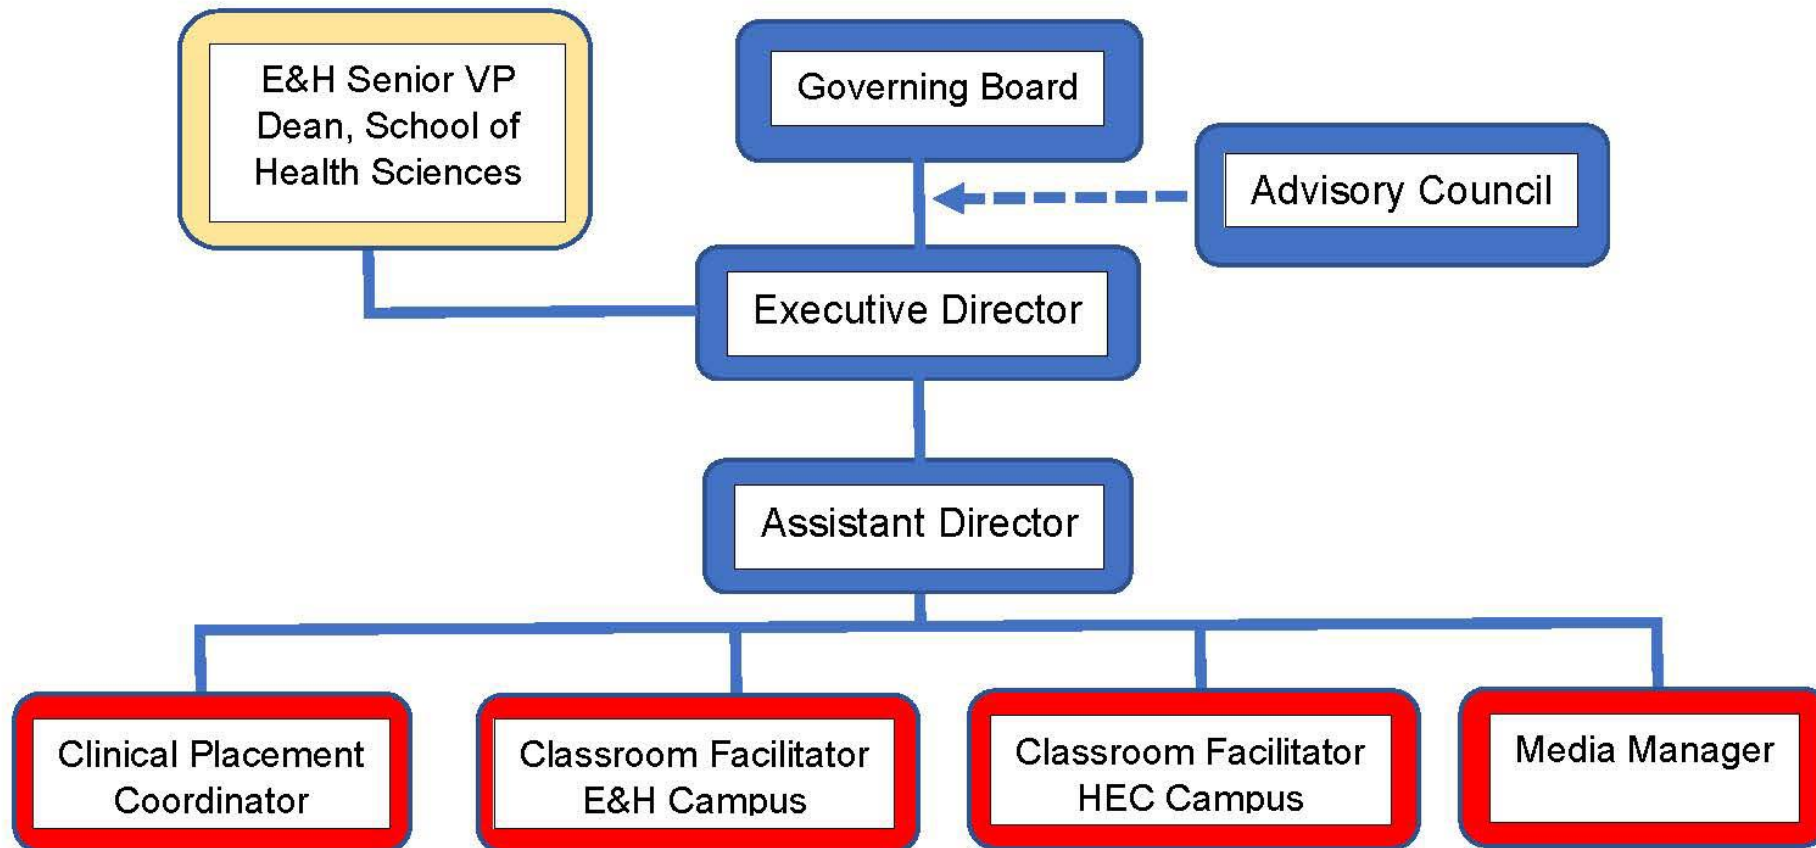 E&H Senior VP
Dean, School of
Health Sciences
Governing Board
Advisory Council
Executive Director
Assistant Director
Clinical Placement
Coordinator
Classroom Facilitator
E&H Campus
Classroom Facilitator
HEC Campus
Media Manager